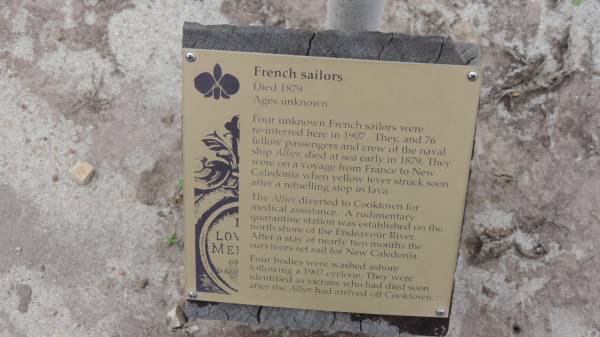 French sailors
Died 1879
Ages unknown
Four unknown French sailors were
re-interred here in 1907. They, and 76
fellow passengers and crew of the naval
ship Allier, died at sea early in 1879. They
were on a voyage from France to New
Caledonia when yellow fever struck soon
after a refuelling stop in Java.
The Allier diverted to Cooktown for
medical assistance. A rudimentary
quarantine station was established on the
north shore of the Endeavour River.
After a stay of nearly two months the
survivors set sail for New Caledonia.
Four bodies were washed ashore
following a 1907 cyclone. They were
identified as victims who had died soon
after the Allier had arrived off Cooktown.